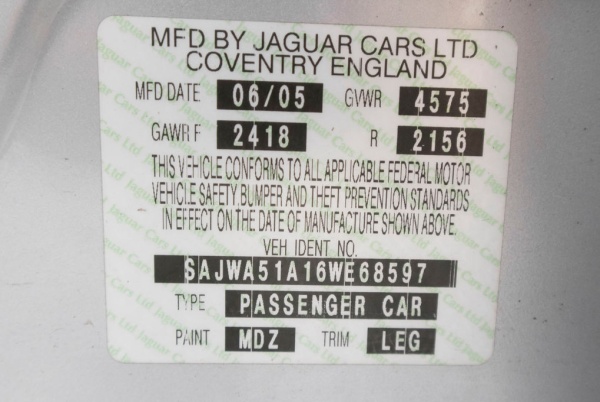 MFD BY JAGUAR CARS LTD
COVENTRY ENGLAND
MFD DATE 06/05 GVWR 4575
GAWR F 2418 R 2156
THIS VEHICLE CONFORMS TO ALL APPLICABLE FEDERAL MOTOR
VEHICLE SAFETY, BUMPER AND THEFT PREVENTION STANDARDS
IN EFFECT ON THE DATE OF MANUFACTURE SHOWN ABOVE.
VEH IDENT NO.
SAJWA51A16WE68597
TYPE PASSENGER CAR
PAINT MDZ TRIM LEG